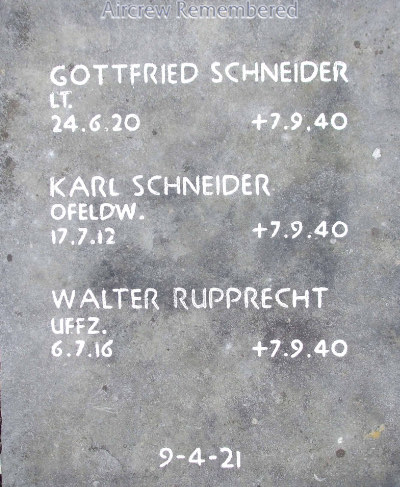 Aircrew Remembered
GOTTFRIED SCHNEIDER
LT.
24.6.20 +7.9.40
KARL SCHNEIDER
OFELDW.
17.7.12 +7.9.40
WALTER RUPPRECHT
UFFZ.
6.7.16 +7.9.40
9-4-21